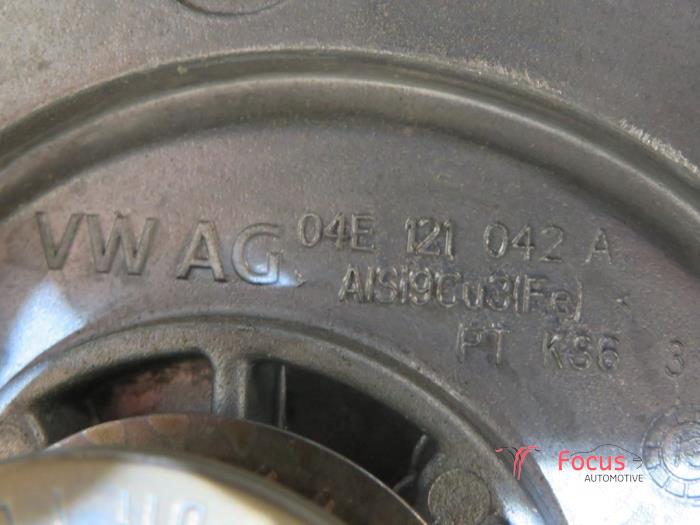 VW AG 04E 121 042 A
AlSi9Cu3(Fe)
PT KS6 3
Focus
AUTOMOTIVE